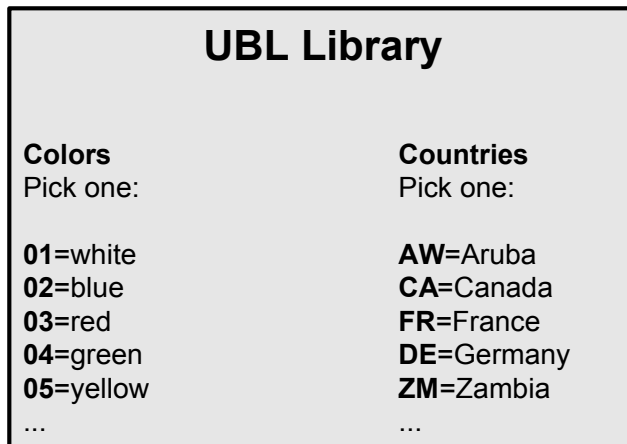 UBL Library
Colors
Pick one:
01=white
02=blue
03=red
04=green
05=yellow
...
Countries
Pick one:
AW=Aruba
CA=Canada
FR=France
DE=Germany
ZM=Zambia
...